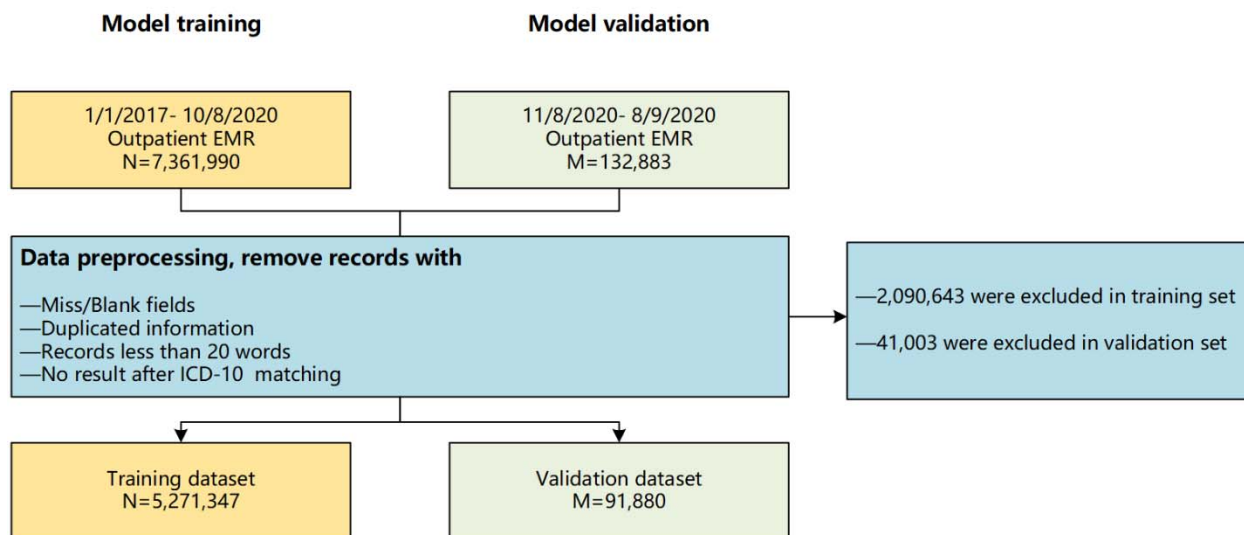 Model training
Model validation
1/1/2017- 10/8/2020
Outpatient EMR
N=7,361,990
11/8/2020- 8/9/2020
Outpatient EMR
M=132,883
Data preprocessing, remove records with
—Miss/Blank fields
—Duplicated information
—Records less than 20 words
—No result after ICD-10 matching
—2,090,643 were excluded in training set
—41,003 were excluded in validation set
Training dataset
N=5,271,347
Validation dataset
M=91,880